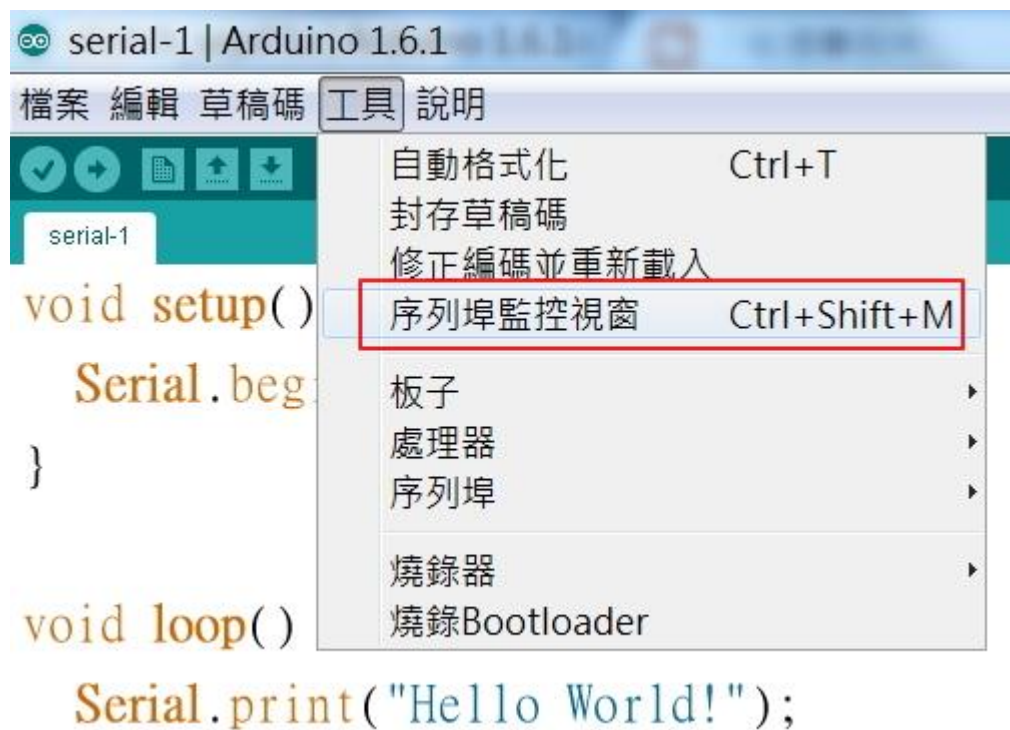 serial-1 | Arduino 1.6.1
檔案 編輯 草稿碼 工具 說明
自動格式化 Ctrl+T
封存草稿碼
serial-1
修正編碼並重新載入
void setup()
序列埠監控視窗 Ctrl+Shift+M
Serial.beg
板子
}
處理器
序列埠
燒錄器
void loop()
燒錄Bootloader
Serial.print("Hello World!");